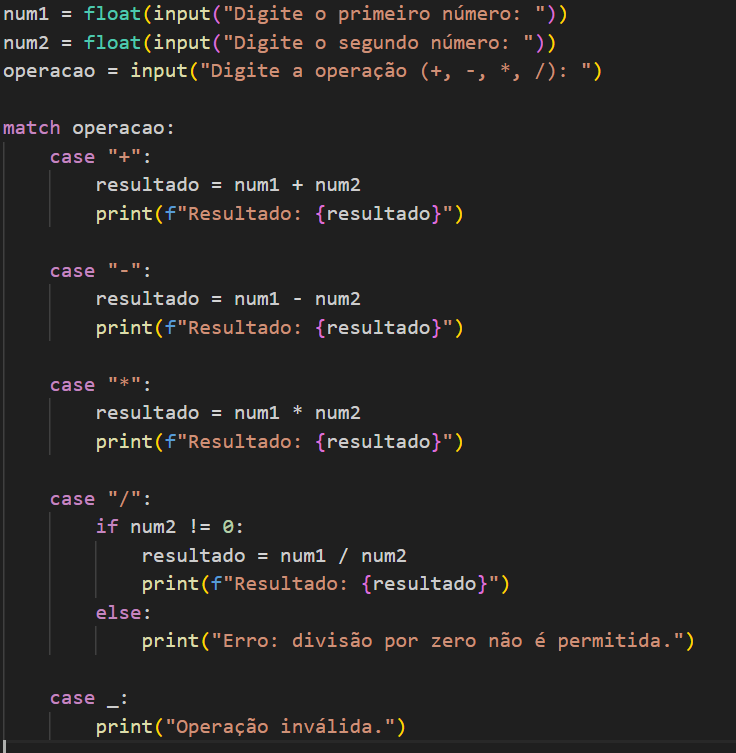 num1 = float(input("Digite o primeiro número: "))
num2 = float(input("Digite o segundo número: "))
operacao = input("Digite a operação (+, -, *, /): ")

match operacao:
    case "+":
        resultado = num1 + num2
        print(f"Resultado: {resultado}")

    case "-":
        resultado = num1 - num2
        print(f"Resultado: {resultado}")

    case "*":
        resultado = num1 * num2
        print(f"Resultado: {resultado}")

    case "/":
        if num2 != 0:
            resultado = num1 / num2
            print(f"Resultado: {resultado}")
        else:
            print("Erro: divisão por zero não é permitida.")

    case _:
        print("Operação inválida.")